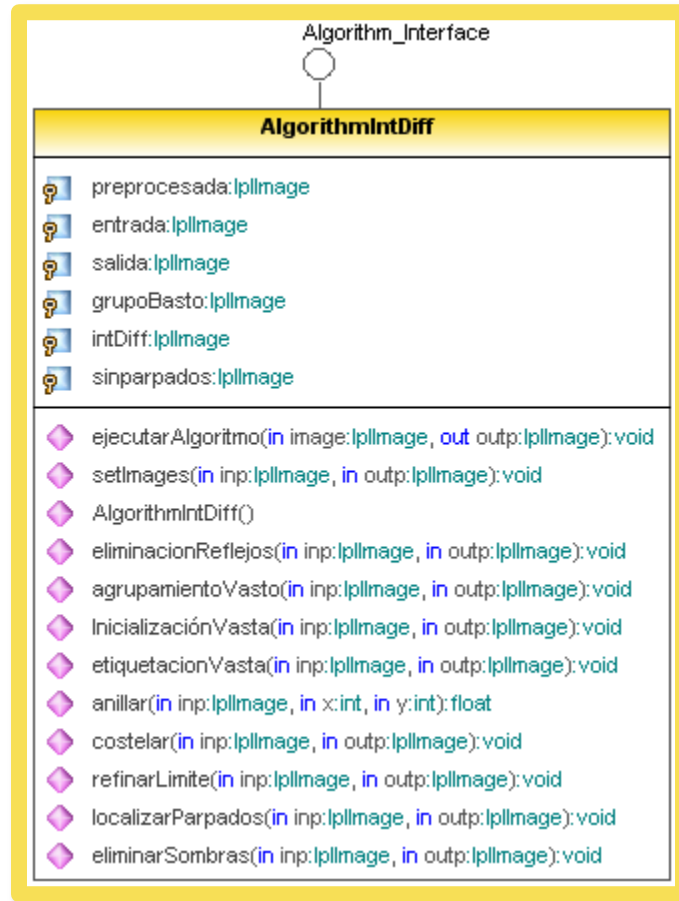 Algorithm_Interface
AlgorithmIntDiff
preprocesada:IplImage
entrada:IplImage
salida:IplImage
grupoBasto:IplImage
intDiff:IplImage
sinparpados:IplImage
ejecutarAlgoritmo(in image:IplImage, out outp:IplImage):void
setImages(in inp:IplImage, in outp:IplImage):void
AlgorithmIntDiff()
eliminacionReflejos(in inp:IplImage, in outp:IplImage):void
agrupamientoVasto(in inp:IplImage, in outp:IplImage):void
InicializaciónVasta(in inp:IplImage, in outp:IplImage):void
etiquetacionVasta(in inp:IplImage, in outp:IplImage):void
anillar(in inp:IplImage, in x:int, in y:int):float
costelar(in inp:IplImage, in outp:IplImage):void
refinarLimite(in inp:IplImage, in outp:IplImage):void
localizarParpados(in inp:IplImage, in outp:IplImage):void
eliminarSombras(in inp:IplImage, in outp:IplImage):void